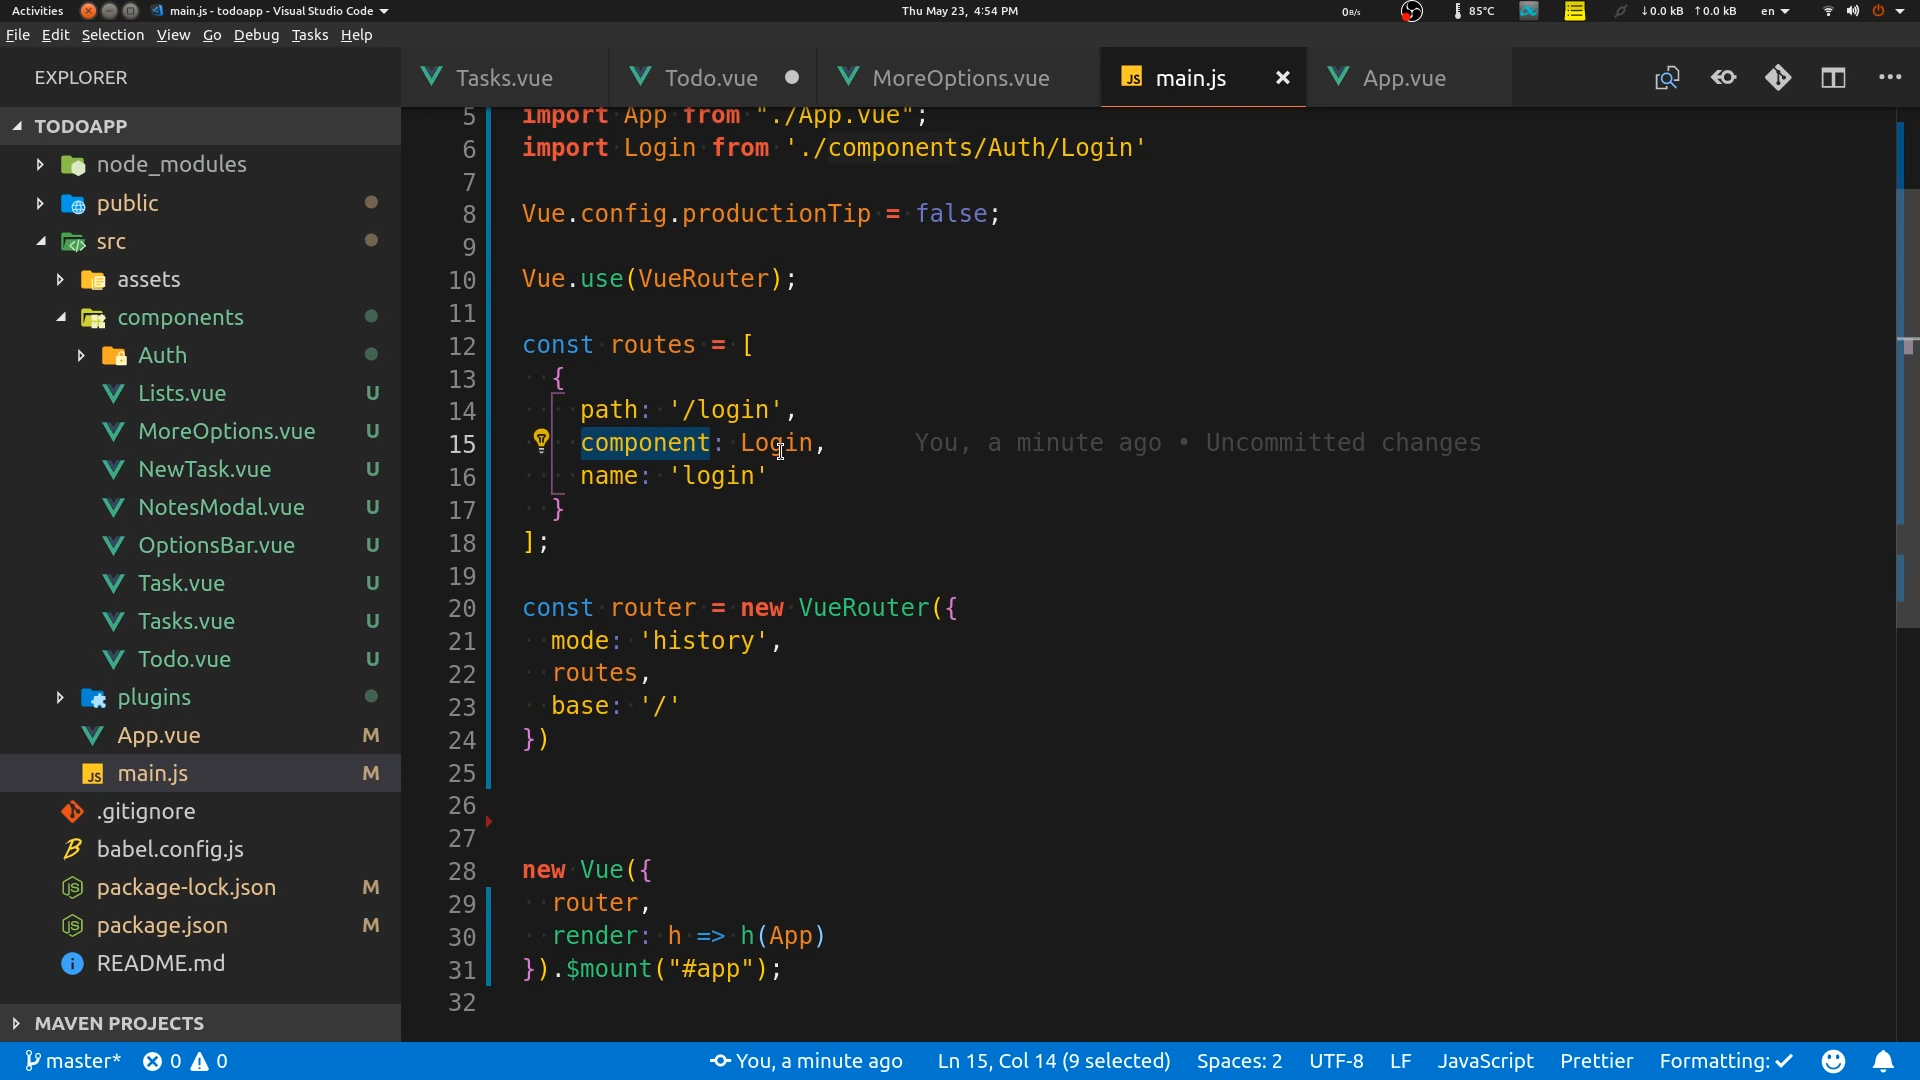 Activities main.js - todoapp - Visual Studio Code Thu May 23, 4:54 PM 0B/s 85°C ↓0.0 kB ↑0.0 kB en
File Edit Selection View Go Debug Tasks Help
EXPLORER
Tasks.vue Todo.vue MoreOptions.vue JS main.js × App.vue
TODOAPP
node_modules
public
src
assets
components
Auth
Lists.vue U
MoreOptions.vue U
NewTask.vue U
NotesModal.vue U
OptionsBar.vue U
Task.vue U
Tasks.vue U
Todo.vue U
plugins
App.vue M
JS main.js M
.gitignore
babel.config.js
package-lock.json M
package.json M
README.md
MAVEN PROJECTS
5 import App from "./App.vue";
6 import Login from './components/Auth/Login'
7
8 Vue.config.productionTip = false;
9
10 Vue.use(VueRouter);
11
12 const routes = [
13 {
14 path: '/login',
15 component: Login, You, a minute ago • Uncommitted changes
16 name: 'login'
17 }
18 ];
19
20 const router = new VueRouter({
21 mode: 'history',
22 routes,
23 base: '/'
24 })
25
26
27
28 new Vue({
29 router,
30 render: h => h(App)
31 }).$mount("#app");
32
master* 0 0 You, a minute ago Ln 15, Col 14 (9 selected) Spaces: 2 UTF-8 LF JavaScript Prettier Formatting: ✓